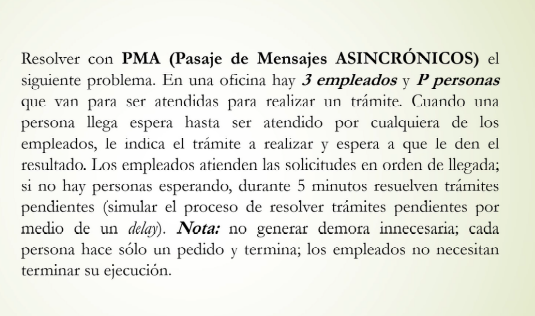 Resolver con PMA (Pasaje de Mensajes ASINCRÓNICOS) el
siguiente problema. En una oficina hay 3 empleados y P personas
que van para ser atendidas para realizar un trámite. Cuando una
persona llega espera hasta ser atendido por cualquiera de los
empleados, le indica el trámite a realizar y espera a que le den el
resultado. Los empleados atienden las solicitudes en orden de llegada;
si no hay personas esperando, durante 5 minutos resuelven trámites
pendientes (simular el proceso de resolver trámites pendientes por
medio de un delay). Nota: no generar demora innecesaria; cada
persona hace sólo un pedido y termina; los empleados no necesitan
terminar su ejecución.